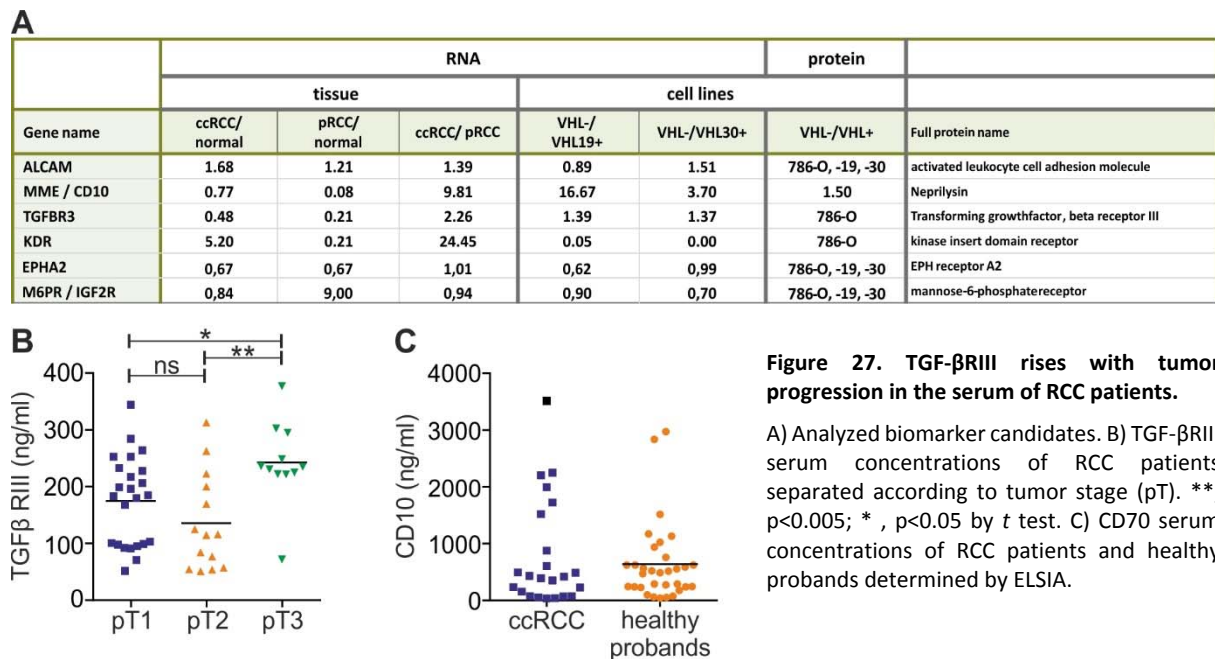 A
RNA protein
tissue cell lines
Gene name ccRCC/ normal pRCC/ normal ccRCC/ pRCC VHL-/ VHL19+ VHL-/VHL30+ VHL-/VHL+ Full protein name
ALCAM 1.68 1.21 1.39 0.89 1.51 786-O, -19, -30 activated leukocyte cell adhesion molecule
MME / CD10 0.77 0.08 9.81 16.67 3.70 1.50 Neprilysin
TGFBR3 0.48 0.21 2.26 1.39 1.37 786-O Transforming growthfactor, beta receptor III
KDR 5.20 0.21 24.45 0.05 0.00 786-O kinase insert domain receptor
EPHA2 0,67 0,67 1,01 0,62 0,99 786-O, -19, -30 EPH receptor A2
M6PR / IGF2R 0,84 9,00 0,94 0,90 0,70 786-O, -19, -30 mannose-6-phosphatereceptor
B
*
ns **
TGFβ RIII (ng/ml)
400
300
200
100
0
pT1 pT2 pT3
C
CD10 (ng/ml)
4000
3000
2000
1000
0
ccRCC healthy
probands
Figure 27. TGF-βRIII rises with tumor
progression in the serum of RCC patients.
A) Analyzed biomarker candidates. B) TGF-βRII
serum concentrations of RCC patients
separated according to tumor stage (pT). **
p<0.005; * , p<0.05 by t test. C) CD70 serum
concentrations of RCC patients and healthy
probands determined by ELSIA.